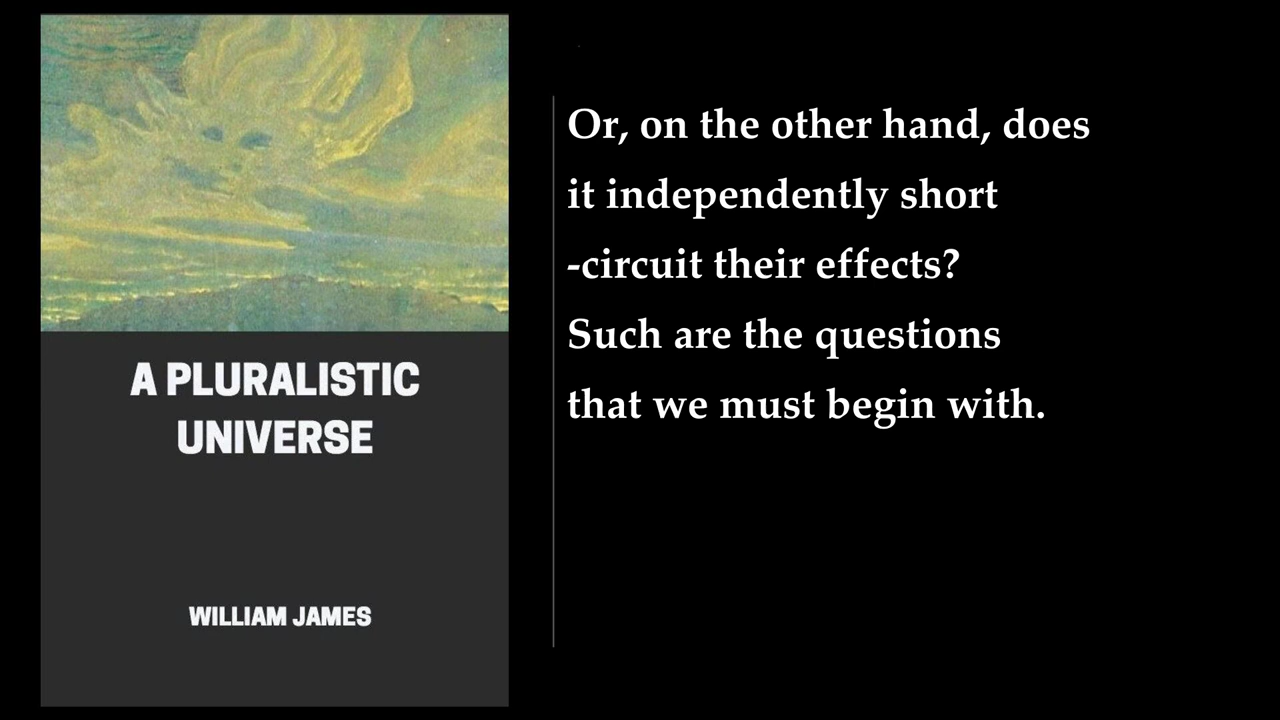 A PLURALISTIC
UNIVERSE
WILLIAM JAMES
Or, on the other hand, does
it independently short
-circuit their effects?
Such are the questions
that we must begin with.